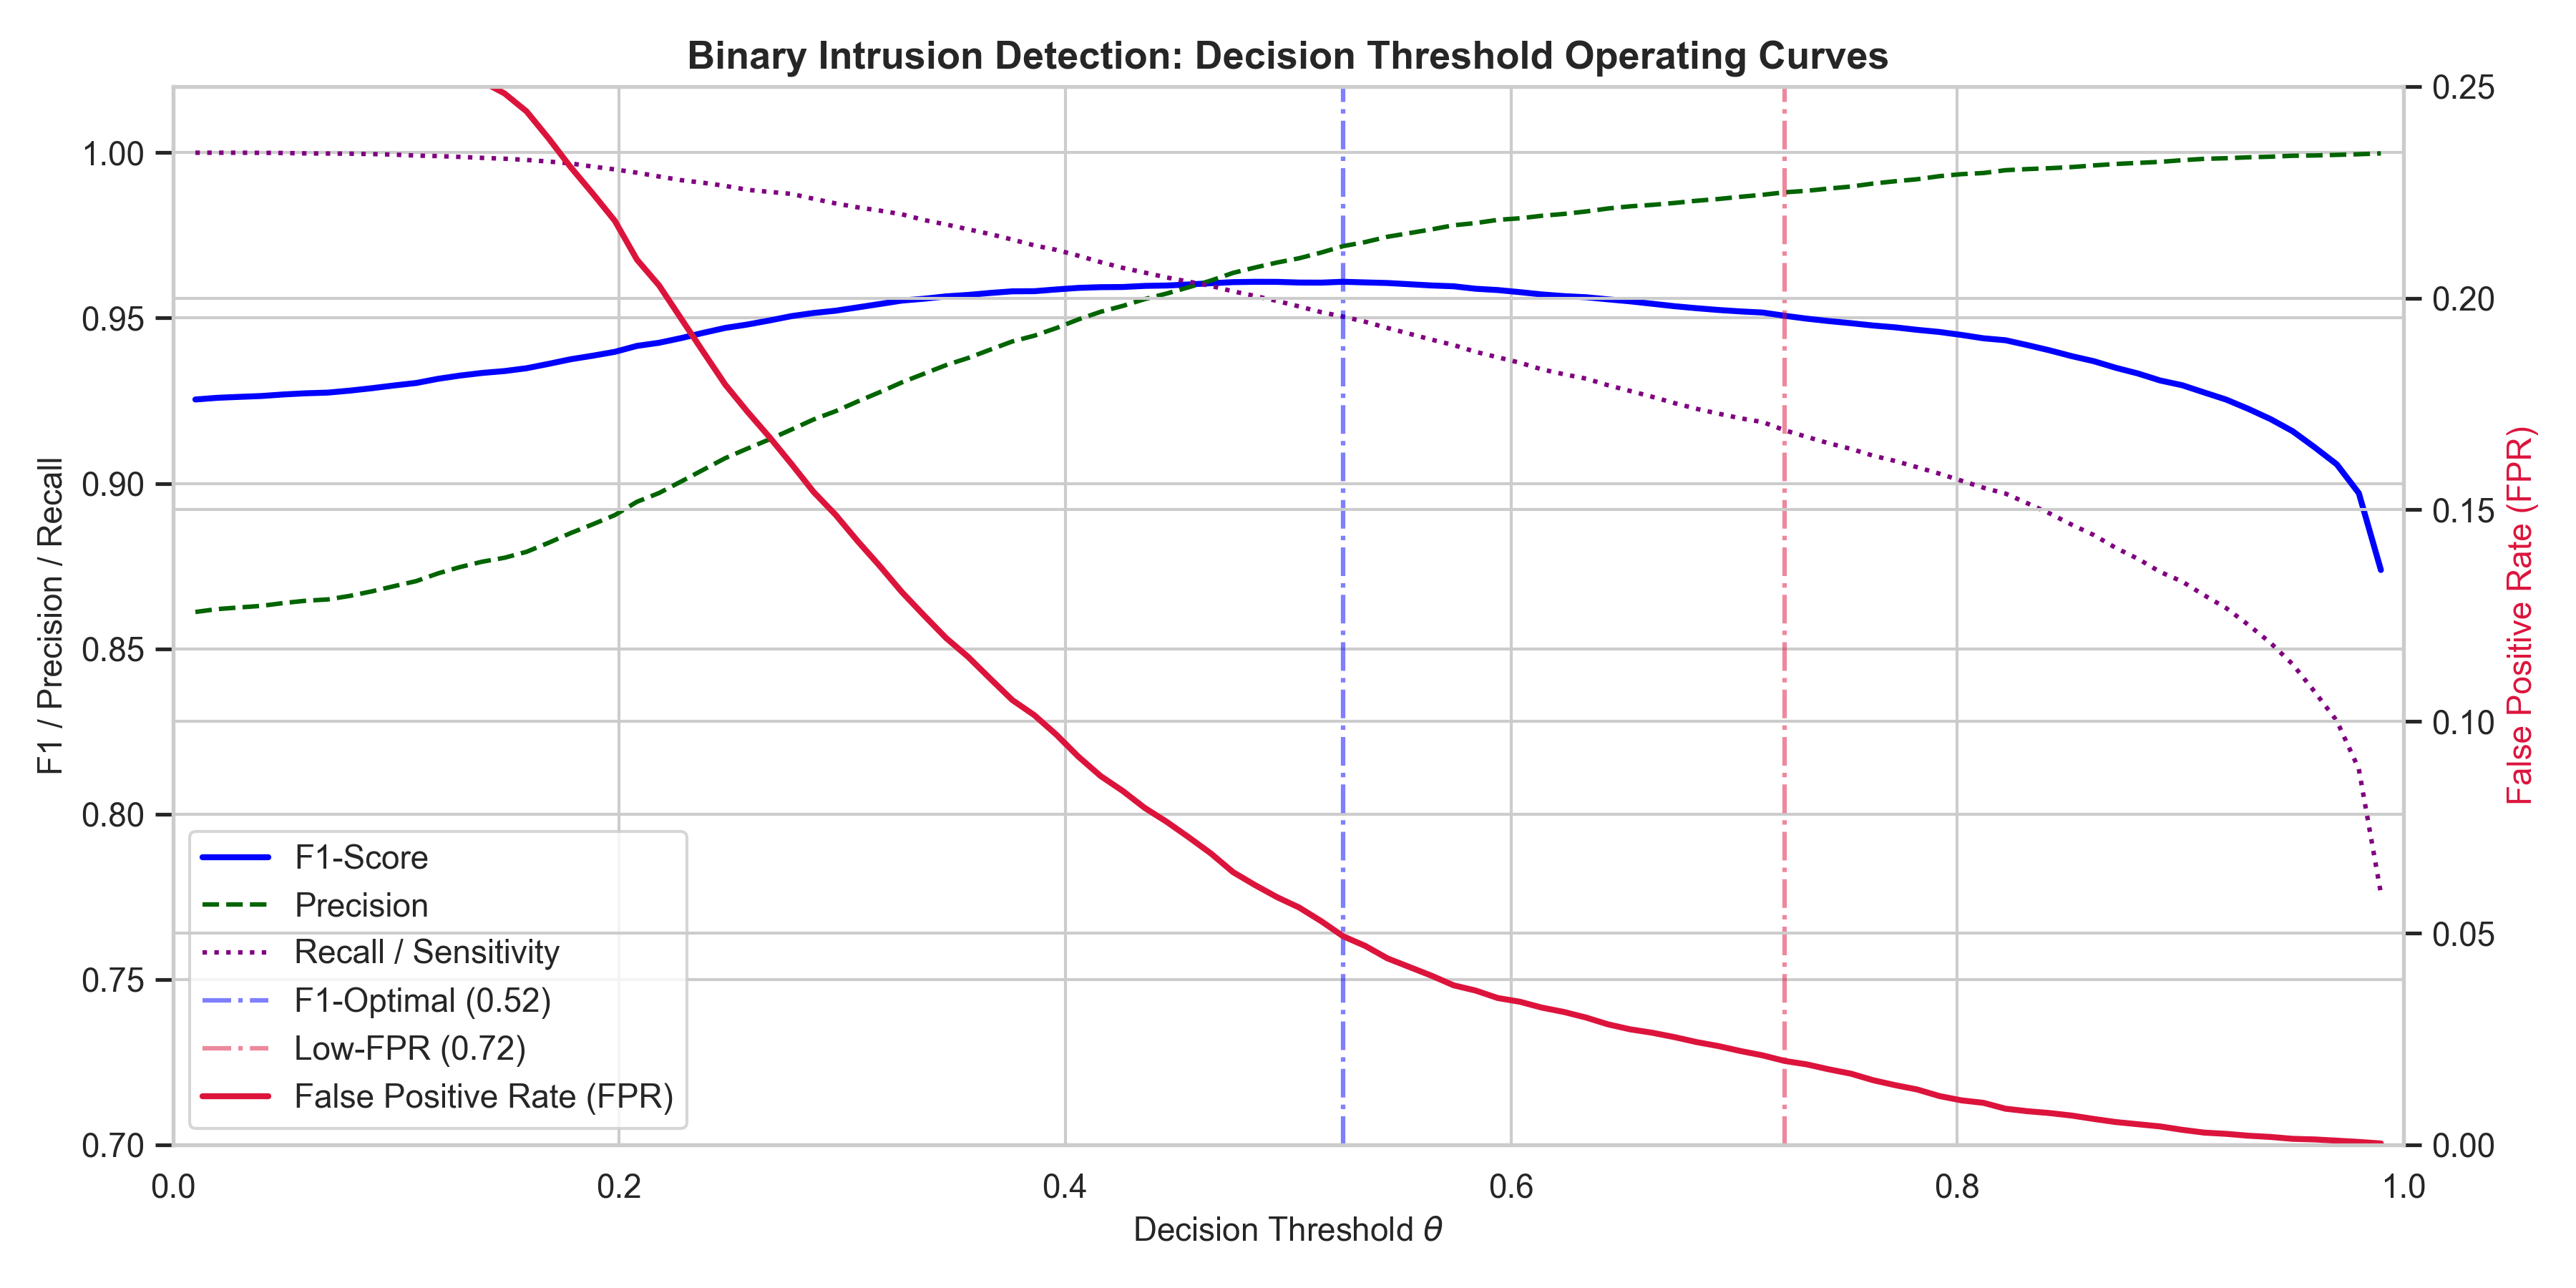 Binary Intrusion Detection: Decision Threshold Operating Curves
F1 / Precision / Recall
1.00
0.95
0.90
0.85
0.80
0.75
0.70
0.25
0.20
0.15
0.10
0.05
0.00
False Positive Rate (FPR)
F1-Score
Precision
Recall / Sensitivity
F1-Optimal (0.52)
Low-FPR (0.72)
False Positive Rate (FPR)
0.0 0.2 0.4 0.6 0.8 1.0
Decision Threshold θ